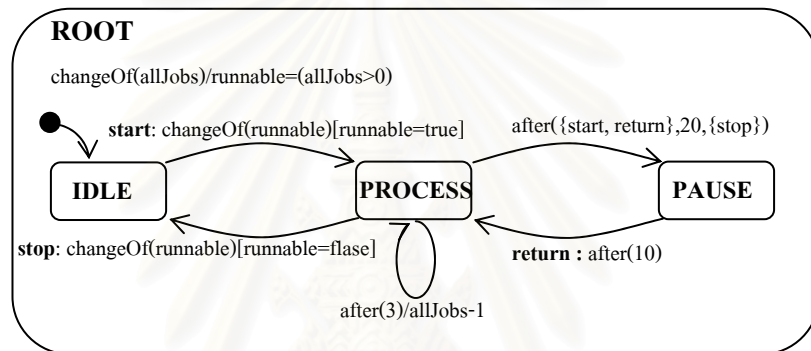 ROOT
changeOf(allJobs)/runnable=(allJobs>0)
start: changeOf(runnable)[runnable=true]
after({start, return},20,{stop})
IDLE
PROCESS
PAUSE
stop: changeOf(runnable)[runnable=flase]
return : after(10)
after(3)/allJobs-1